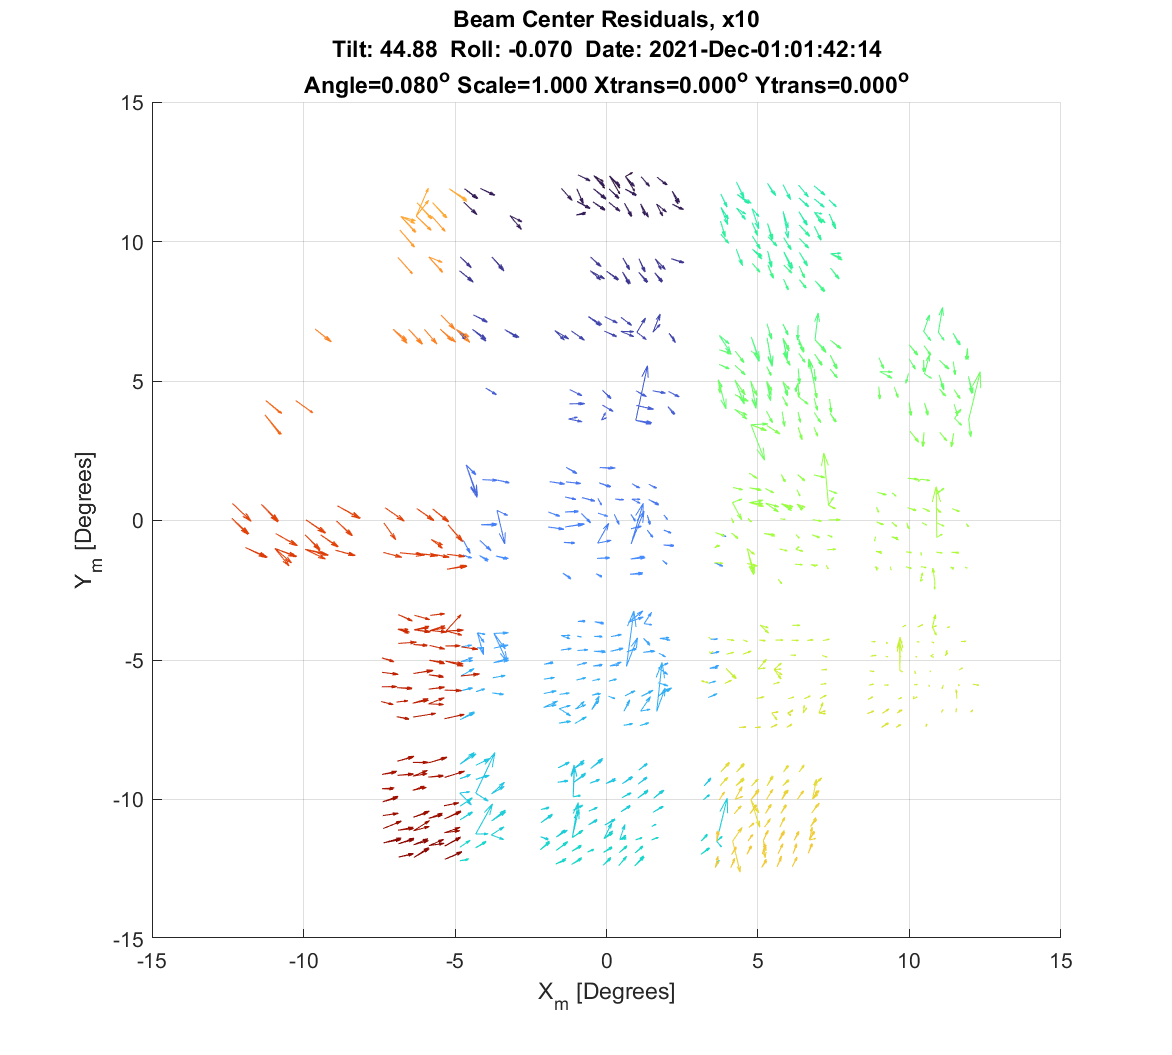 Beam Center Residuals, x10
Tilt: 44.88 Roll: -0.070 Date: 2021-Dec-01:01:42:14
Angle=0.080° Scale=1.000 Xtrans=0.000° Ytrans=0.000°
15
10
5
0
-5
-10
-15
Y_m [Degrees]
-15 -10 -5 0 5 10 15
X_m [Degrees]